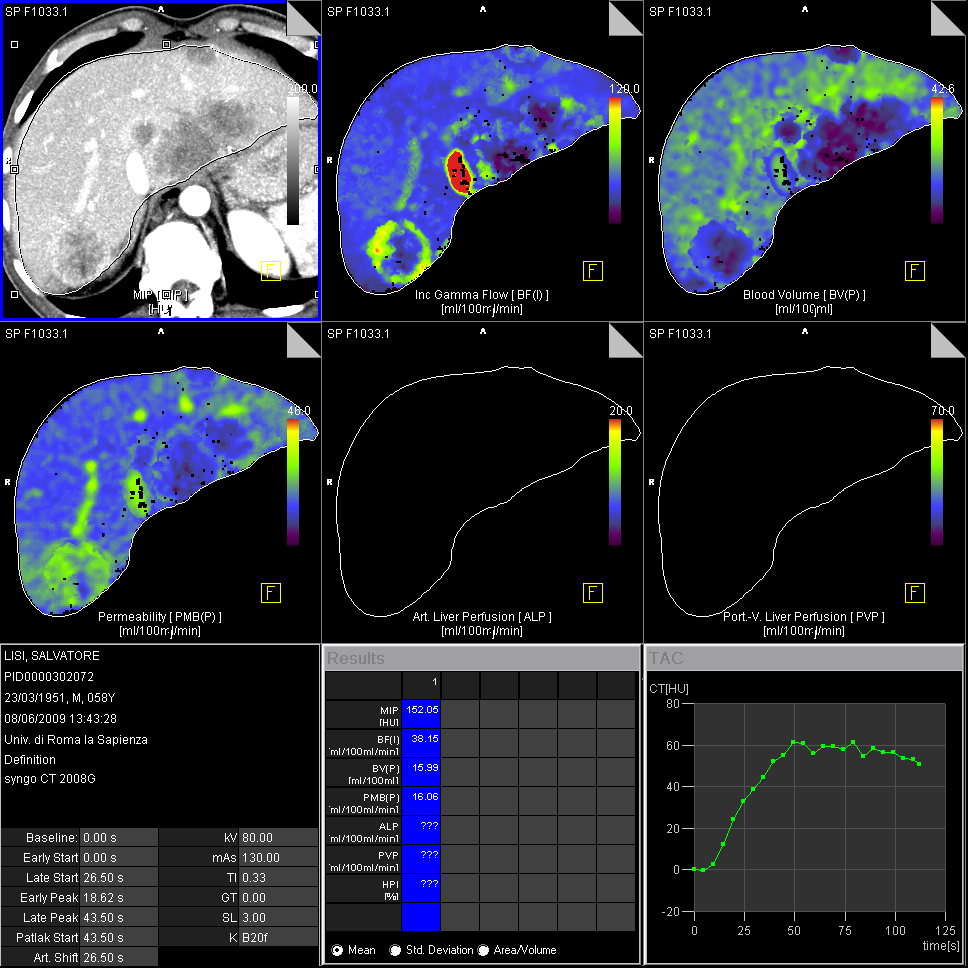 SP F1033.1
A
200.0
R
F
MIP [ MIP ]
[HU]
SP F1033.1
A
120.0
R
F
Inc Gamma Flow [ BF(I) ]
[ml/100ml/min]
SP F1033.1
A
42.6
R
F
Blood Volume [ BV(P) ]
[ml/100ml]
SP F1033.1
A
46.0
R
F
Permeability [ PMB(P) ]
[ml/100ml/min]
SP F1033.1
A
20.0
R
F
Art. Liver Perfusion [ ALP ]
[ml/100ml/min]
SP F1033.1
A
70.0
R
F
Port.-V. Liver Perfusion [ PVP ]
[ml/100ml/min]
LISI, SALVATORE
PID0000302072
23/03/1951, M, 058Y
08/06/2009 13:43:28
Univ. di Roma la Sapienza
Definition
syngo CT 2008G
Baseline: 0.00 s kV 80.00
Early Start 0.00 s mAs 130.00
Late Start 26.50 s TI 0.33
Early Peak 18.62 s GT 0.00
Late Peak 43.50 s SL 3.00
Patlak Start 43.50 s K B20f
Art. Shift 26.50 s
Results
1
MIP 152.05
[HU]
BF(I) 38.15
ml/100ml/min]
BV(P) 15.99
[ml/100ml]
PMB(P) 16.06
ml/100ml/min]
ALP ???
ml/100ml/min]
PVP ???
ml/100ml/min]
HPI ???
[%]
Mean Std. Deviation Area/Volume
TAC
CT[HU]
80
60
40
20
0
-20
0 25 50 75 100 125
time[s]